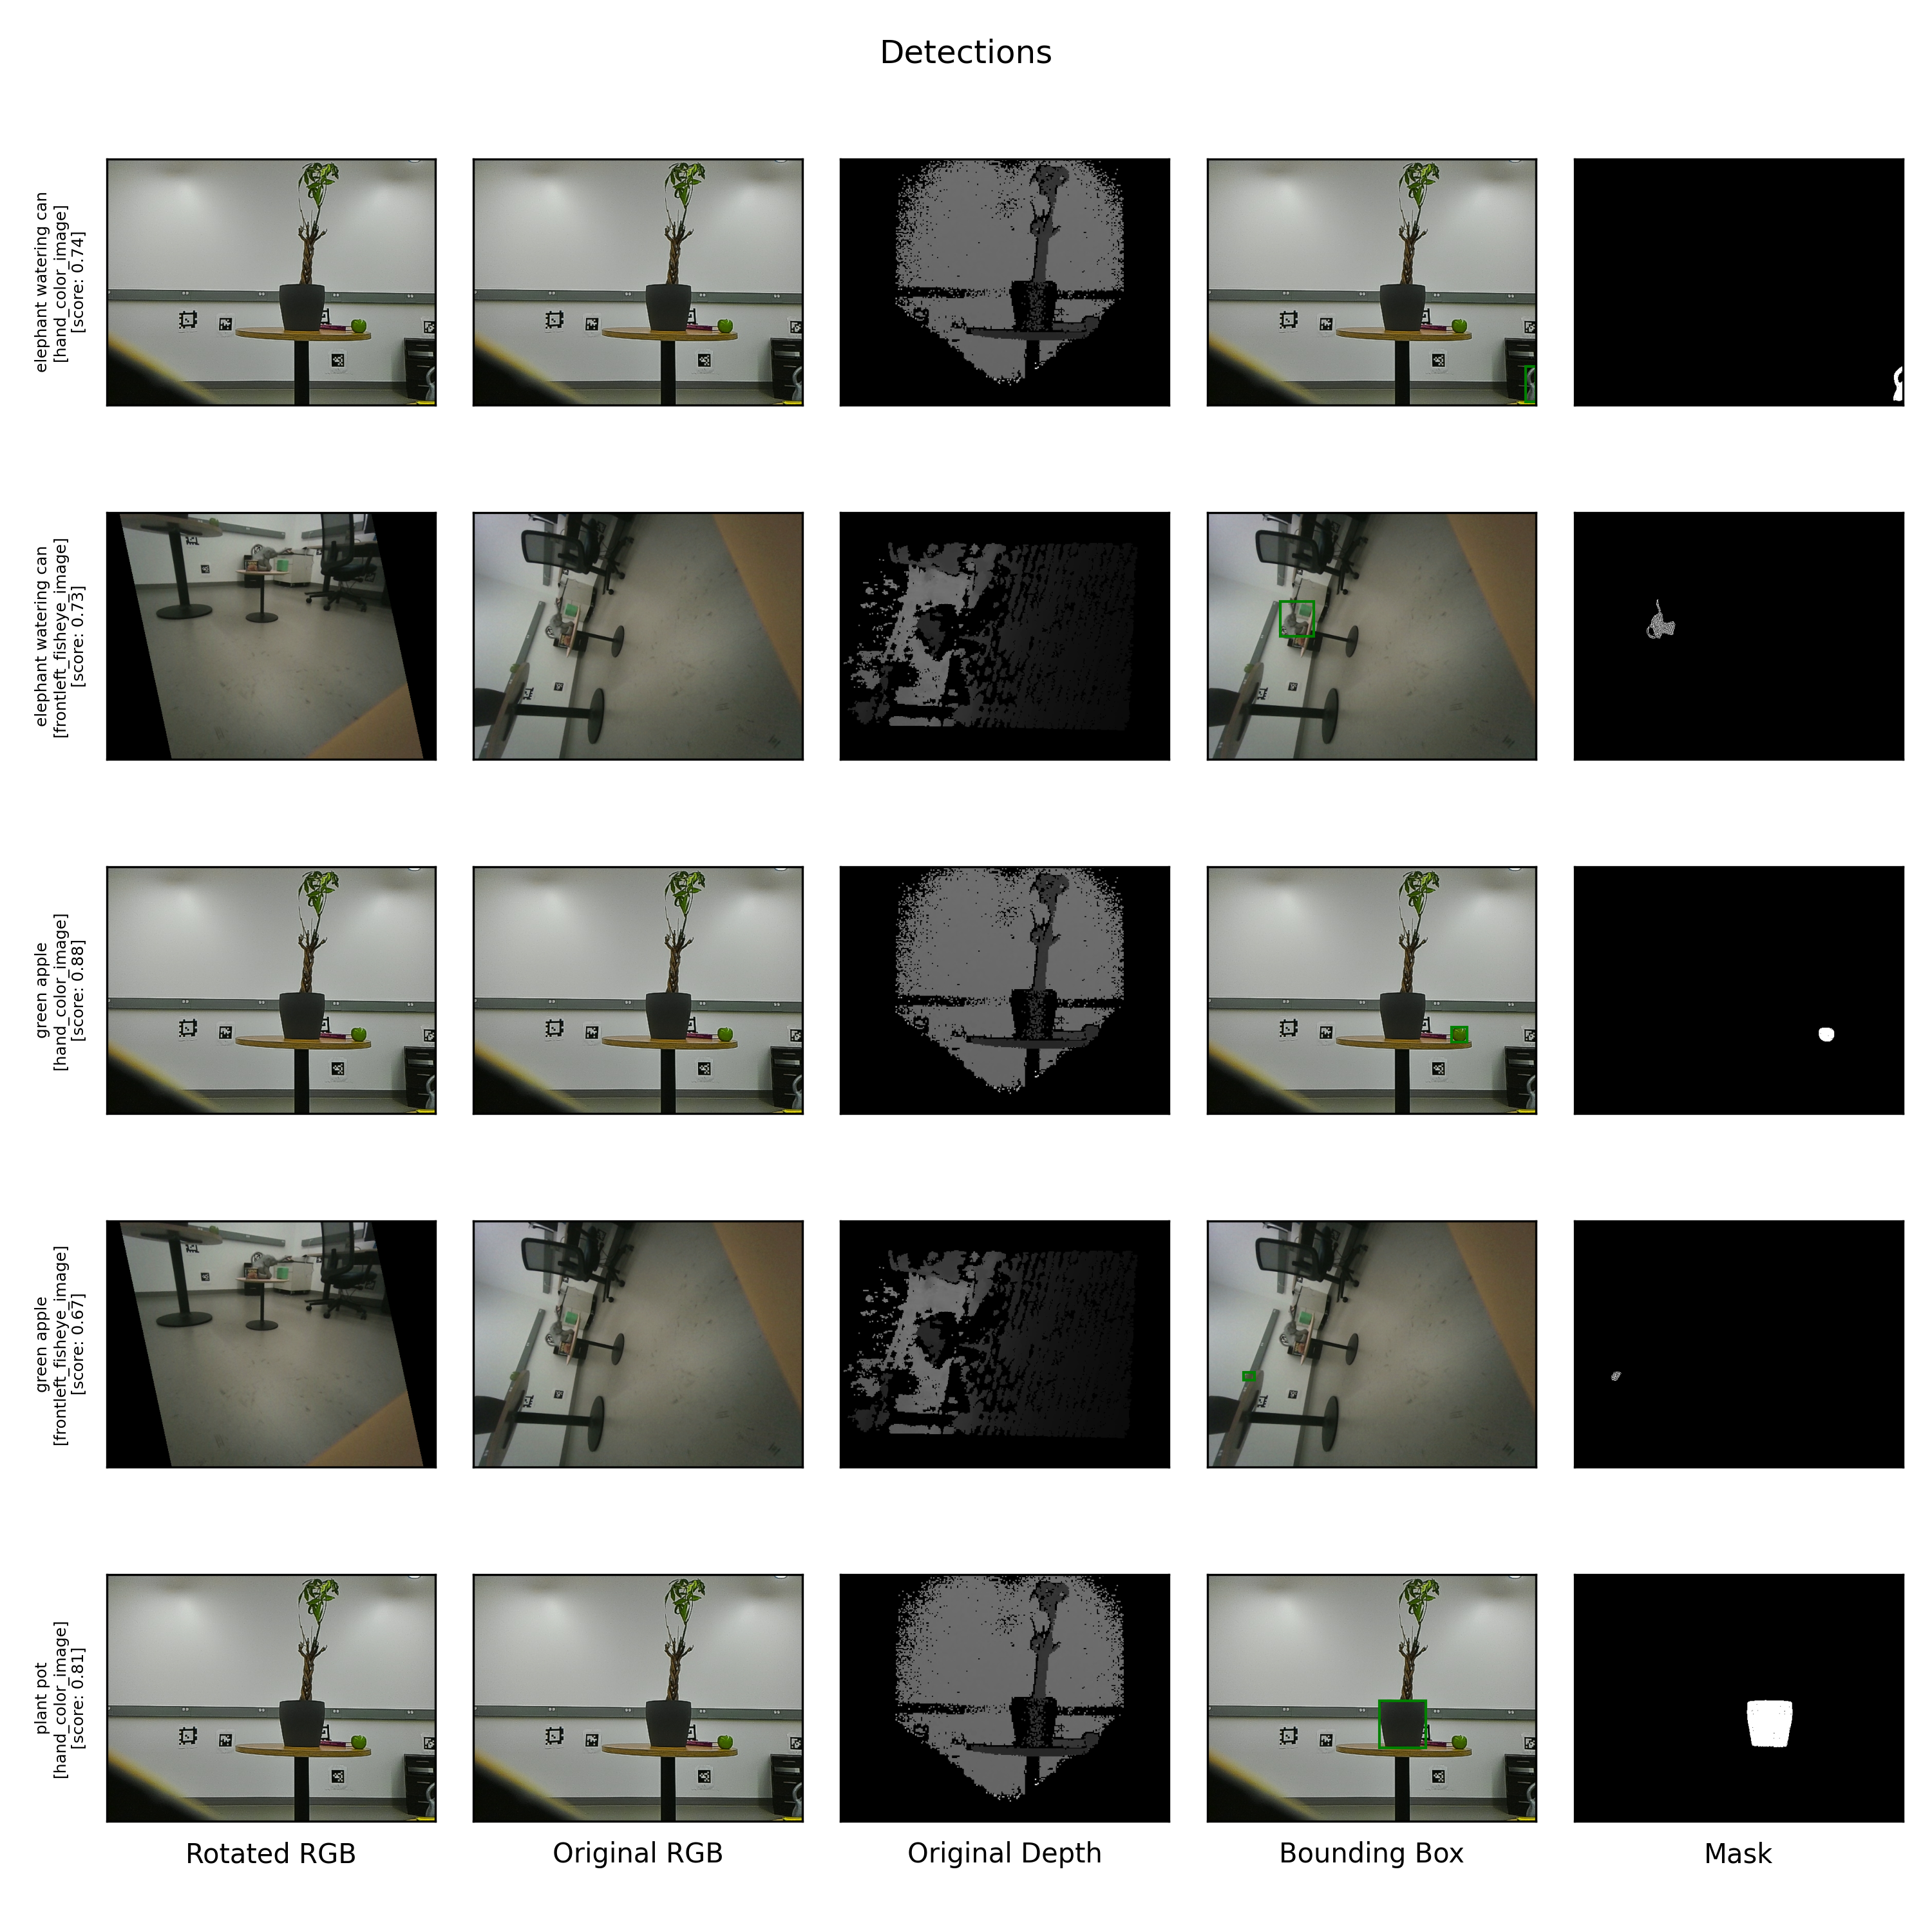 Detections
elephant watering can
[hand_color_image]
[score: 0.74]
elephant watering can
[frontleft_fisheye_image]
[score: 0.73]
green apple
[hand_color_image]
[score: 0.88]
green apple
[frontleft_fisheye_image]
[score: 0.67]
plant pot
[hand_color_image]
[score: 0.81]
Rotated RGB
Original RGB
Original Depth
Bounding Box
Mask